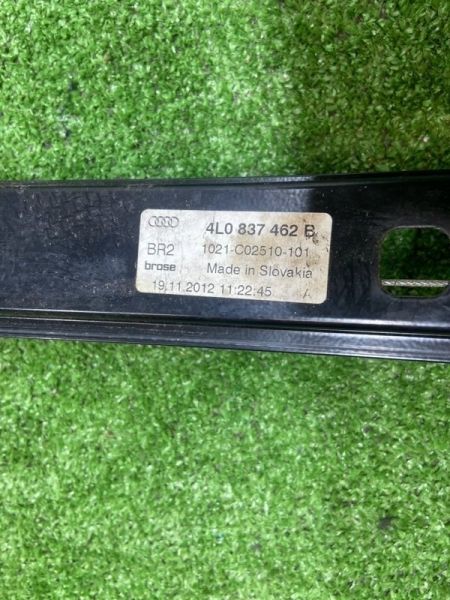 4L0 837 462 B
BR2 1021-C02510-101
brose Made in Slovakia
19.11.2012 11:22:45 A